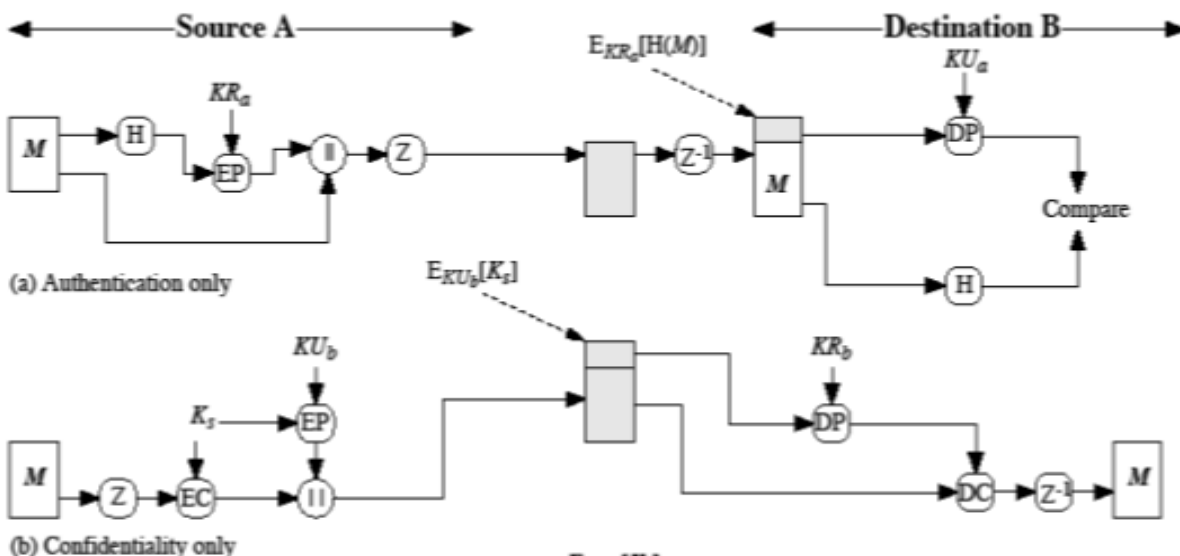 Source A
Destination B
E_{KR_a}[H(M)]
KR_a
KU_a
M
H
EP
||
Z
Z^{-1}
M
DP
Compare
H
(a) Authentication only
E_{KU_b}[K_s]
KU_b
KR_b
K_s
EP
DP
M
Z
EC
||
DC
Z^{-1}
M
(b) Confidentiality only